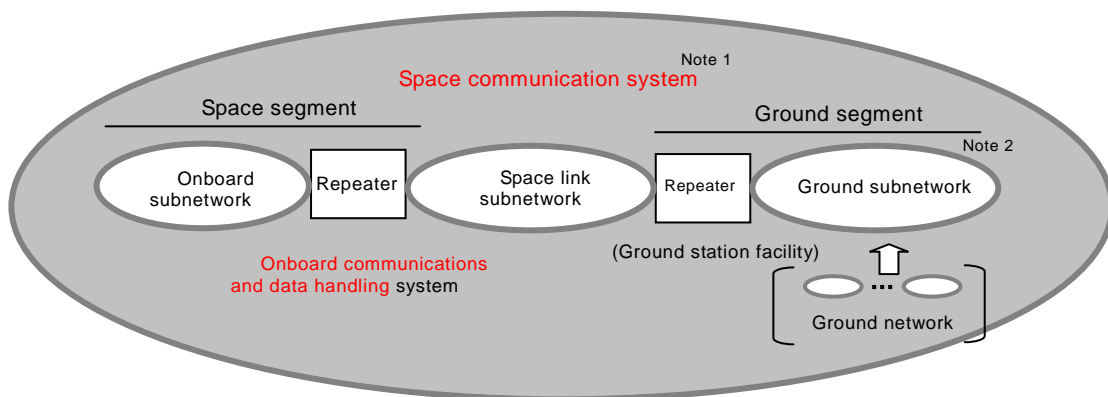 Note 1
Space communication system
Space segment
Ground segment
Note 2
Onboard
subnetwork
Repeater
Space link
subnetwork
Repeater
Ground subnetwork
(Ground station facility)
Onboard communications
and data handling system
...
Ground network